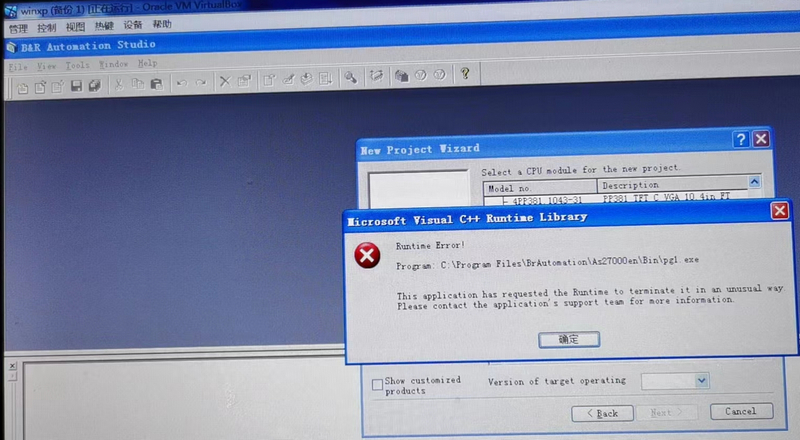 winxp (备份 1) [正在运行] - Oracle VM VirtualBox
管理 控制 视图 热键 设备 帮助
B&R Automation Studio
File View Tools Window Help
New Project Wizard
Select a CPU module for the new project.
Model no. Description
4PP381.1043-31 PP381 TFT C VGA 10.4in FT
Microsoft Visual C++ Runtime Library
Runtime Error!
Program: C:\Program Files\BrAutomation\As27000en\Bin\pg1.exe
This application has requested the Runtime to terminate it in an unusual way.
Please contact the application's support team for more information.
确定
Show customized
products
Version of target operating
< Back
Next >
Cancel